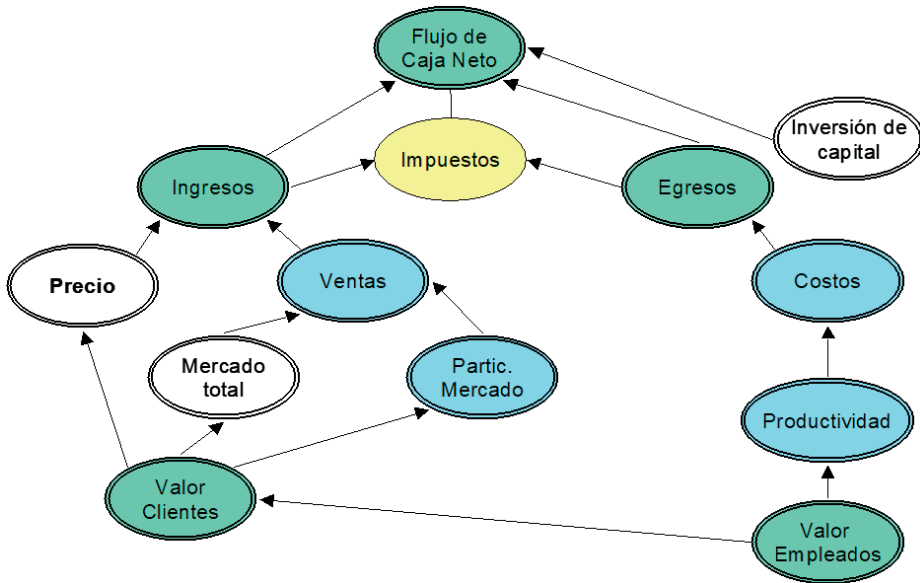 Flujo de
Caja Neto
Inversión de
capital
Impuestos
Ingresos
Egresos
Precio
Ventas
Costos
Mercado
total
Partic.
Mercado
Productividad
Valor
Clientes
Valor
Empleados